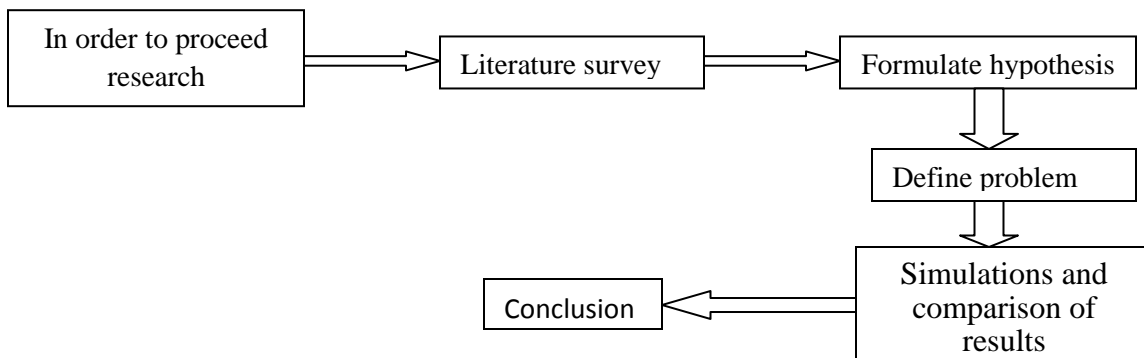 In order to proceed
research
Literature survey
Formulate hypothesis
Define problem
Simulations and
comparison of
results
Conclusion